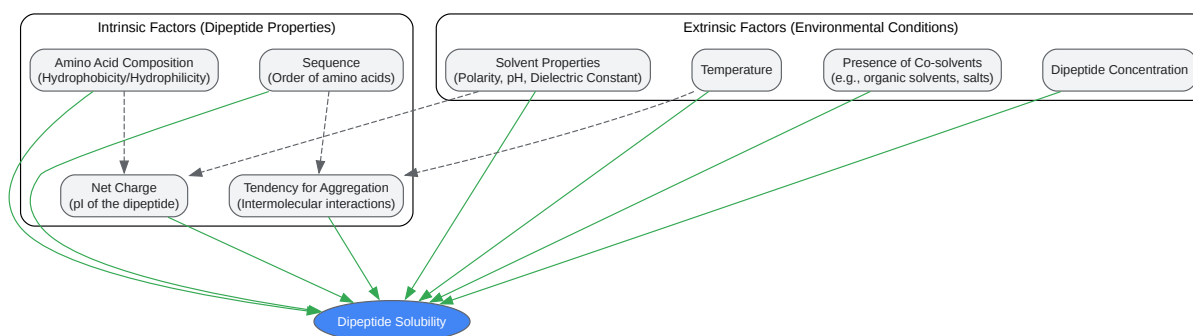 Intrinsic Factors (Dipeptide Properties)
Extrinsic Factors (Environmental Conditions)
Amino Acid Composition
(Hydrophobicity/Hydrophilicity)
Sequence
(Order of amino acids)
Solvent Properties
(Polarity, pH, Dielectric Constant)
Temperature
Presence of Co-solvents
(e.g., organic solvents, salts)
Dipeptide Concentration
Net Charge
(pI of the dipeptide)
Tendency for Aggregation
(Intermolecular interactions)
Dipeptide Solubility